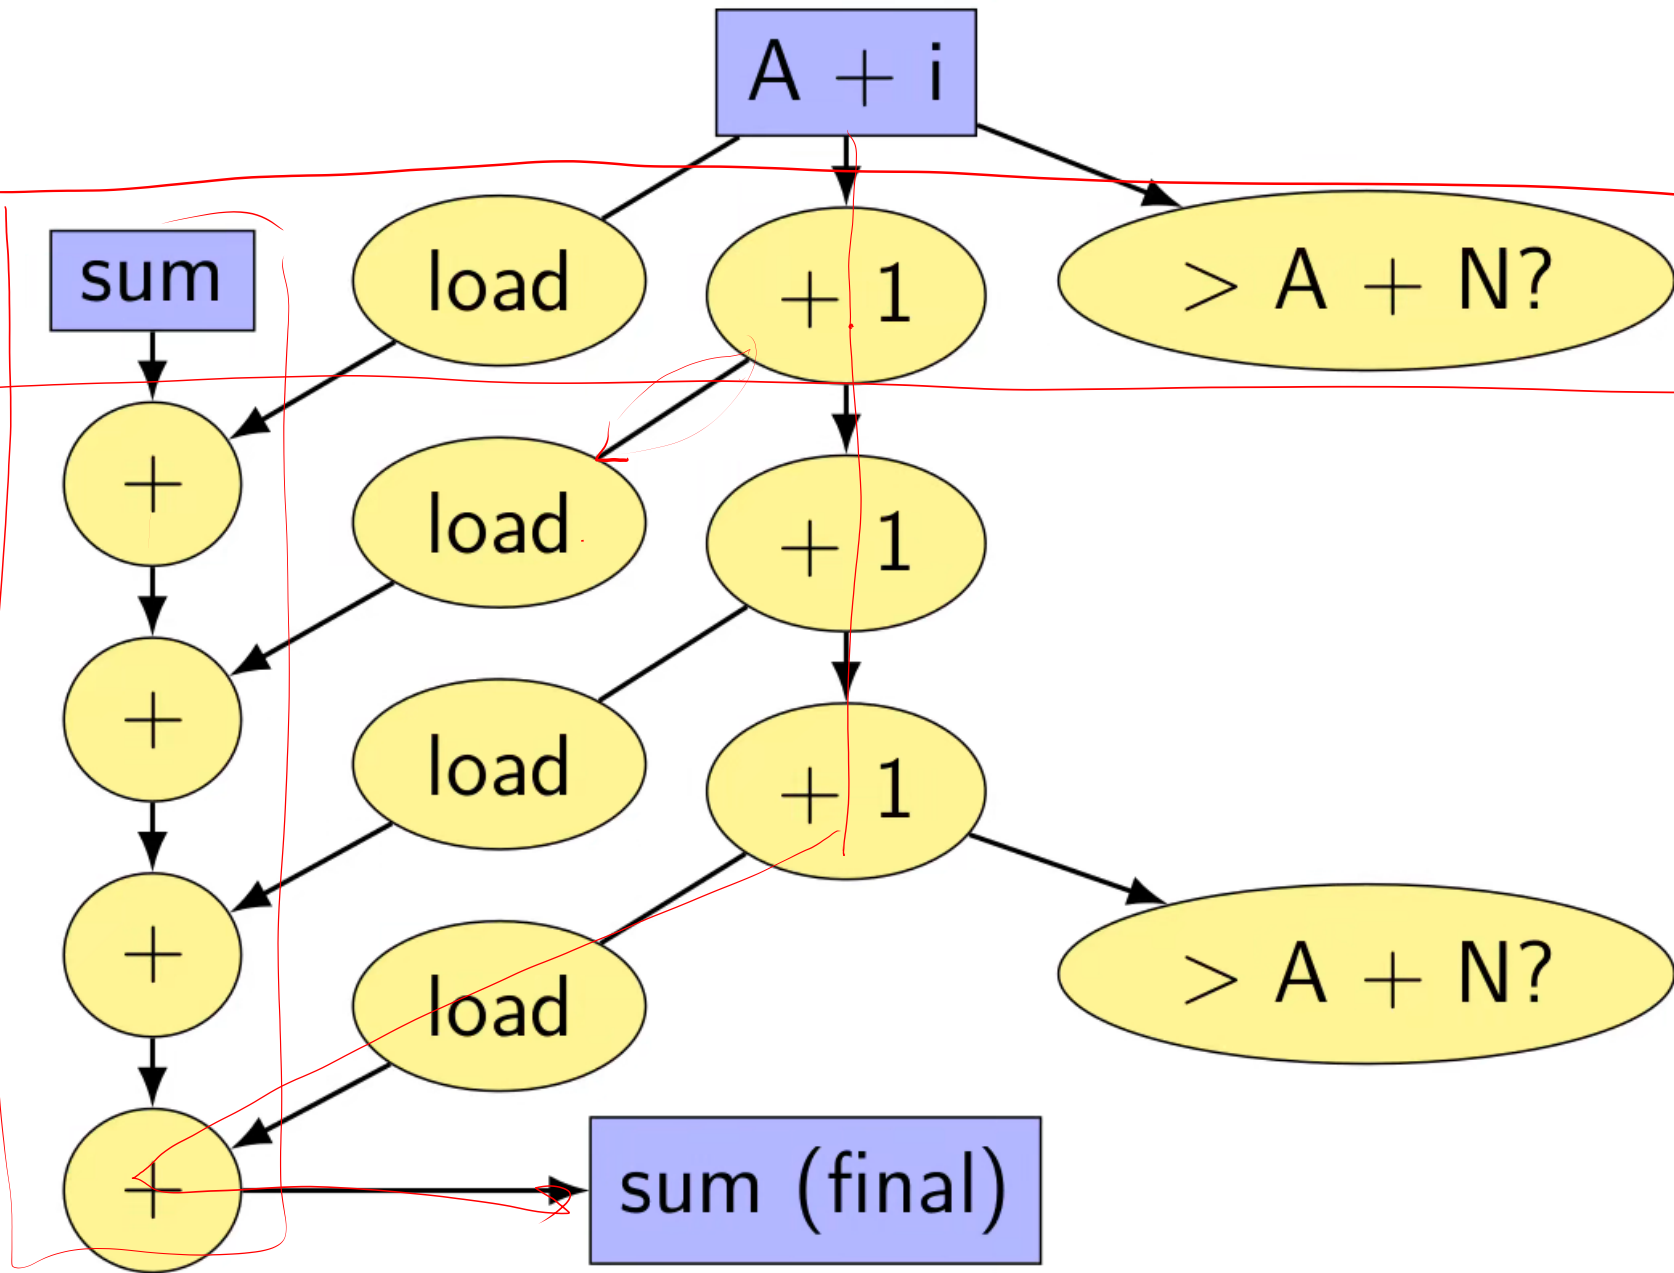 A + i
sum
load
+ 1
> A + N?
+
load
+ 1
+
load
+ 1
+
load
> A + N?
+
sum (final)